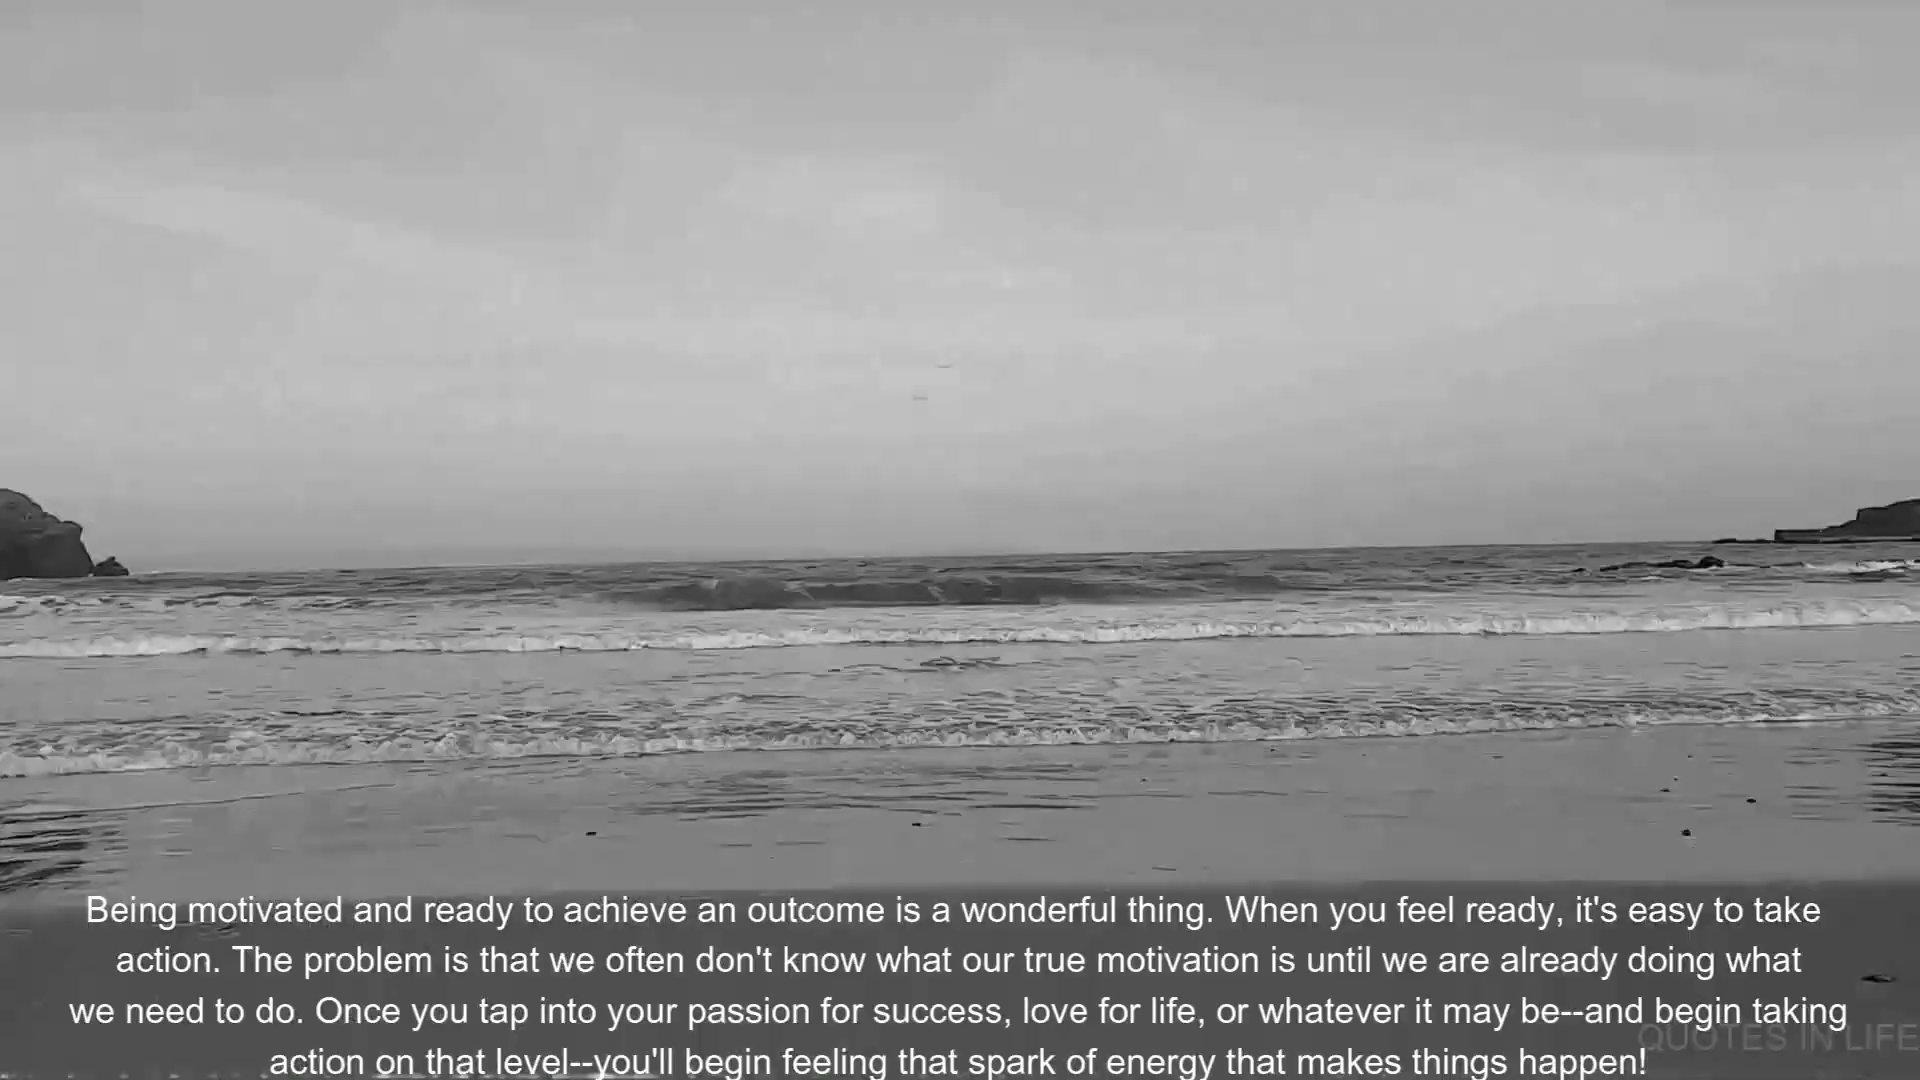 Being motivated and ready to achieve an outcome is a wonderful thing. When you feel ready, it's easy to take
action. The problem is that we often don't know what our true motivation is until we are already doing what
we need to do. Once you tap into your passion for success, love for life, or whatever it may be--and begin taking
action on that level--you'll begin feeling that spark of energy that makes things happen!
QUOTES IN LIFE